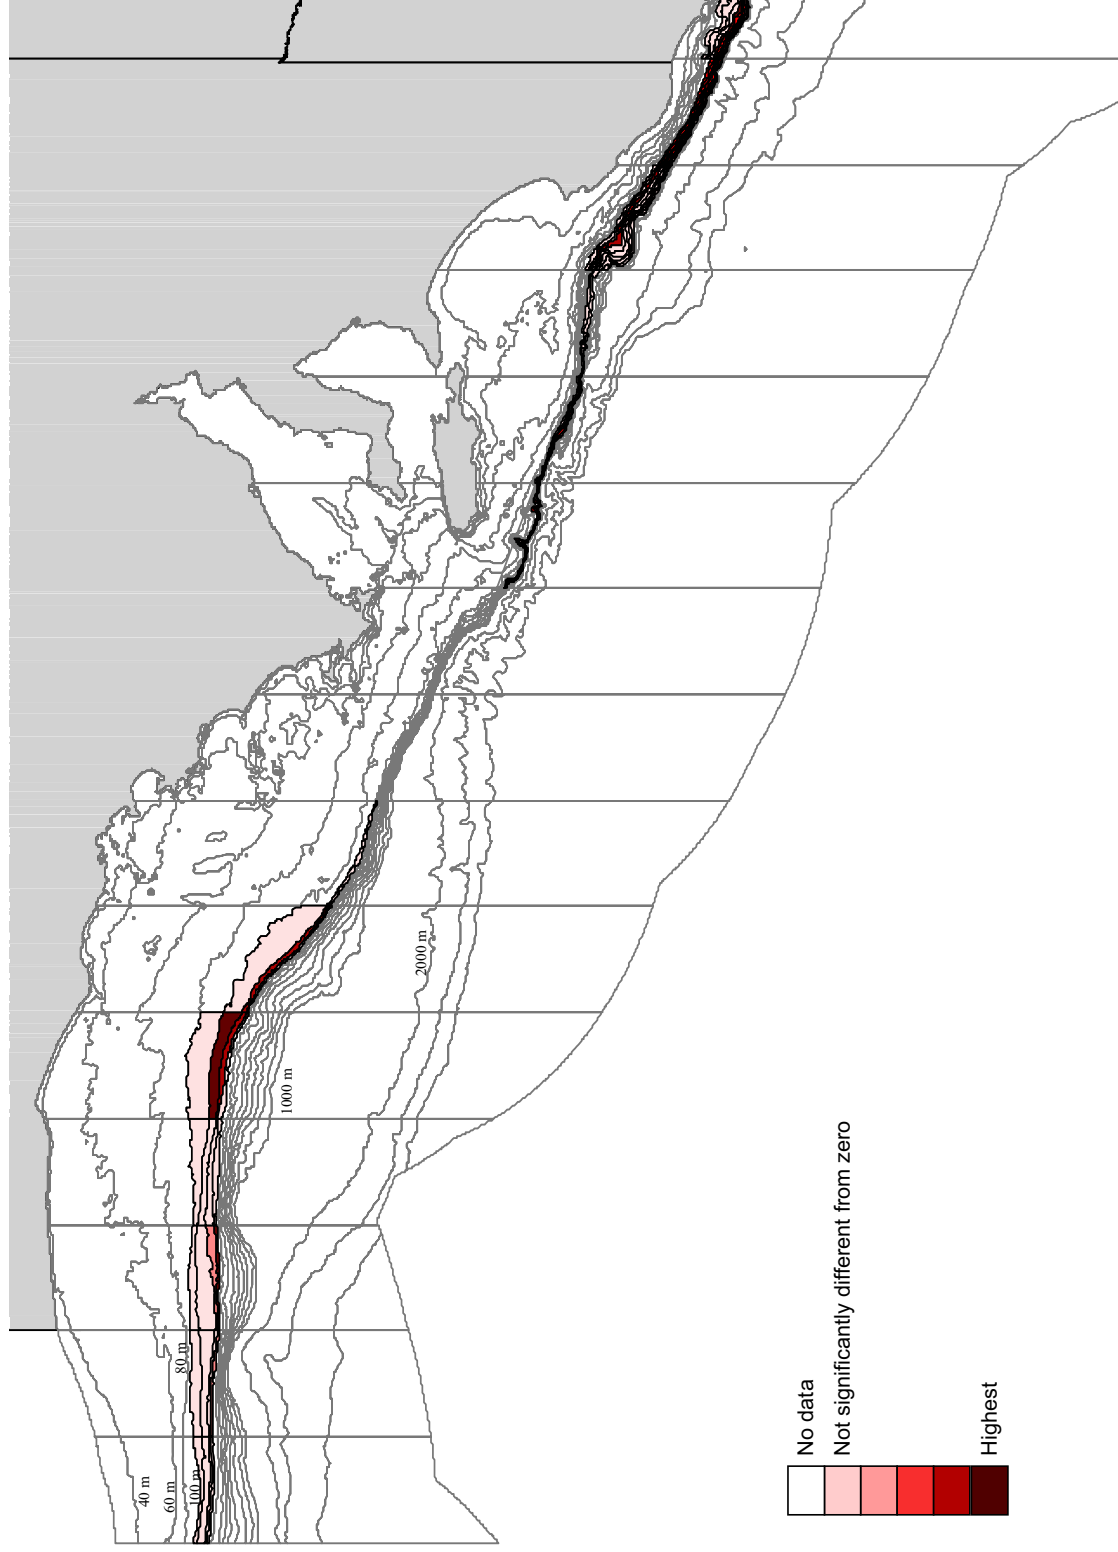 40 m
60 m
80 m
100 m
1000 m
2000 m
No data
Not significantly different from zero
Highest